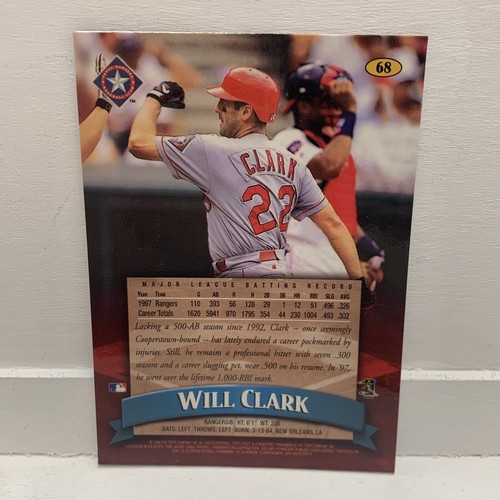 68
CLARK
22
MAJOR LEAGUE BATTING RECORD
Year Team G AB R H 2B 3B HR RBI SLG AVG
1997 Rangers 110 393 56 128 29 1 12 51 .496 .326
Career Totals 1620 5941 970 1795 354 44 230 1004 .493 .302
Lacking a 500-AB season since 1992, Clark – once seemingly
Cooperstown-bound – has lately endured a career pockmarked by
injuries. Still, he remains a professional hitter with seven .300
seasons and a career slugging pct. near .500 on his resume. In '97,
he went over the lifetime 1,000-RBI mark.
WILL CLARK
RANGERS® HT: 6'1" WT: 200
BATS: LEFT THROWS: LEFT BORN: 3-13-64, NEW ORLEANS, LA